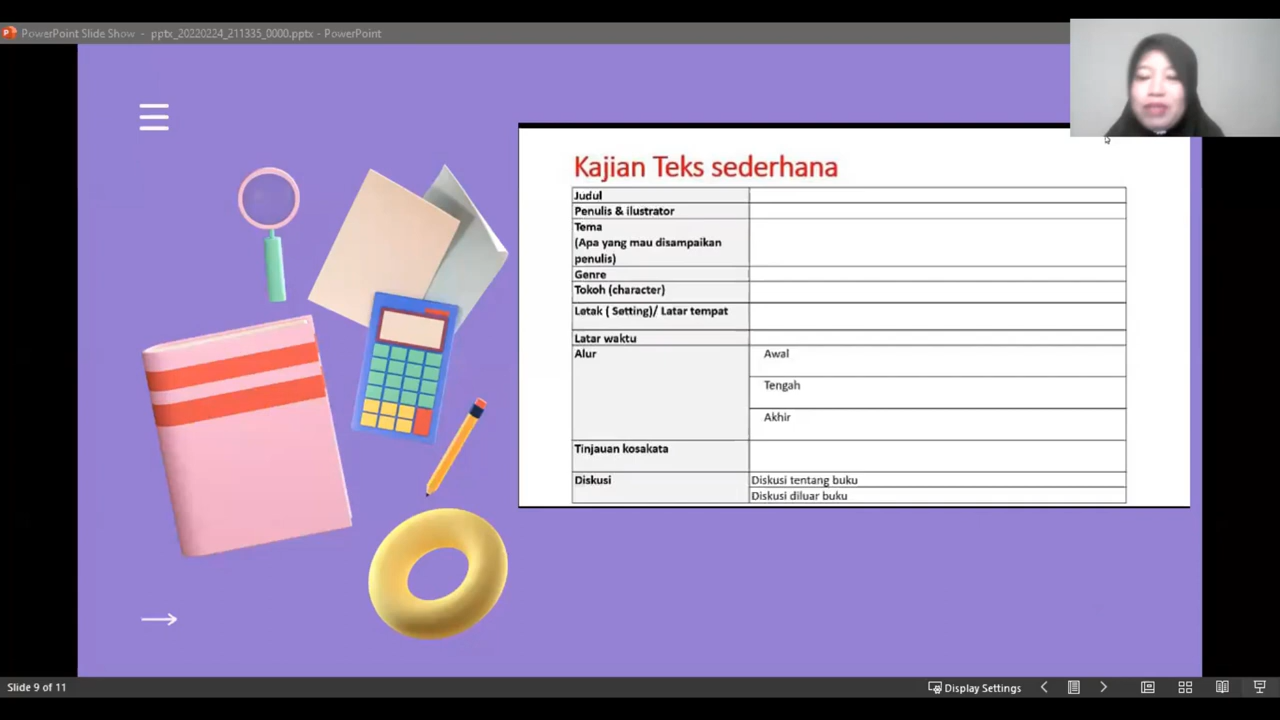 PowerPoint Slide Show - pptx_20220224_211335_0000.pptx - PowerPoint
Kajian Teks sederhana
Judul
Penulis & ilustrator
Tema
(Apa yang mau disampaikan
penulis)
Genre
Tokoh (character)
Letak ( Setting)/ Latar tempat
Latar waktu
Alur
Awal
Tengah
Akhir
Tinjauan kosakata
Diskusi
Diskusi tentang buku
Diskusi diluar buku
Slide 9 of 11
Display Settings